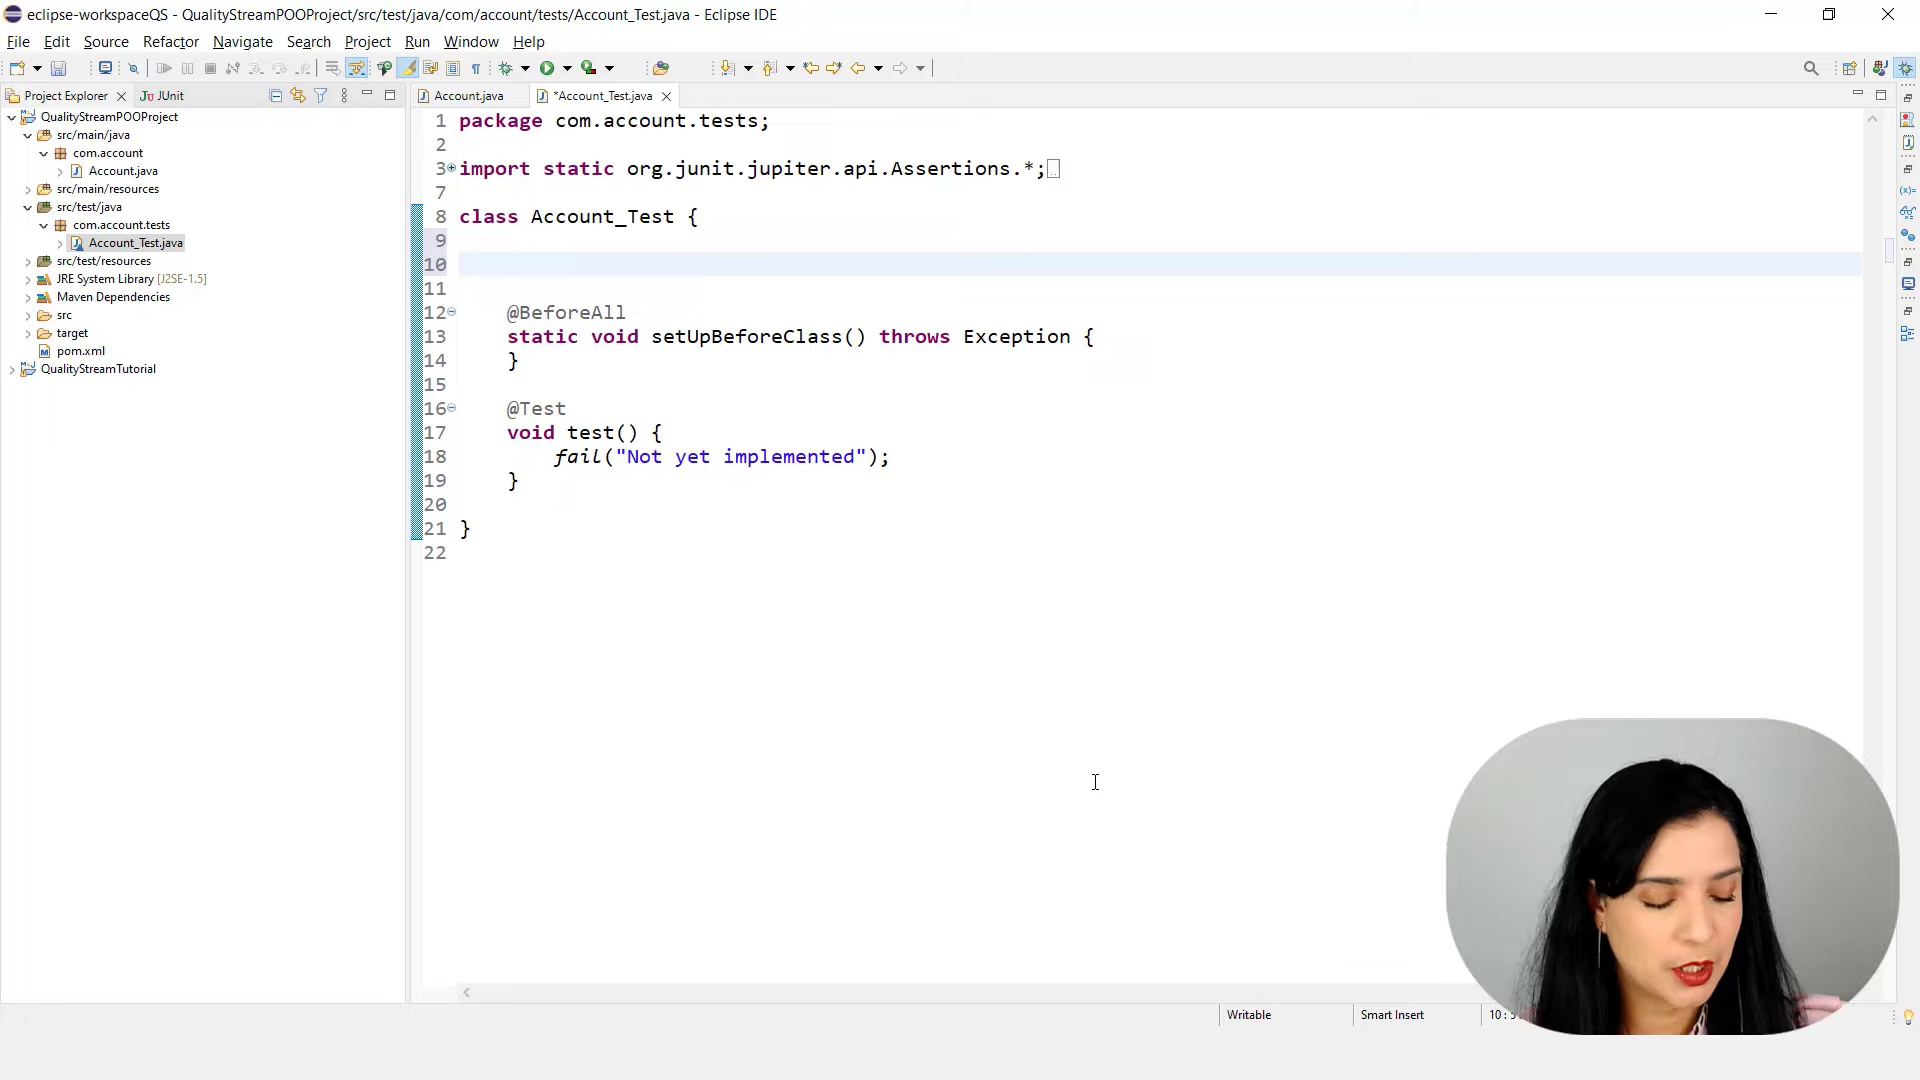 eclipse-workspaceQS - QualityStreamPOOProject/src/test/java/com/account/tests/Account_Test.java - Eclipse IDE
File Edit Source Refactor Navigate Search Project Run Window Help
Project Explorer JUnit
Account.java *Account_Test.java
QualityStreamPOOProject
src/main/java
com.account
Account.java
src/main/resources
src/test/java
com.account.tests
Account_Test.java
src/test/resources
JRE System Library [J2SE-1.5]
Maven Dependencies
src
target
pom.xml
QualityStreamTutorial
1 package com.account.tests;
2
3 import static org.junit.jupiter.api.Assertions.*;
7
8 class Account_Test {
9
10
11
12 @BeforeAll
13 static void setUpBeforeClass() throws Exception {
14 }
15
16 @Test
17 void test() {
18 fail("Not yet implemented");
19 }
20
21 }
22
Writable Smart Insert 10 :